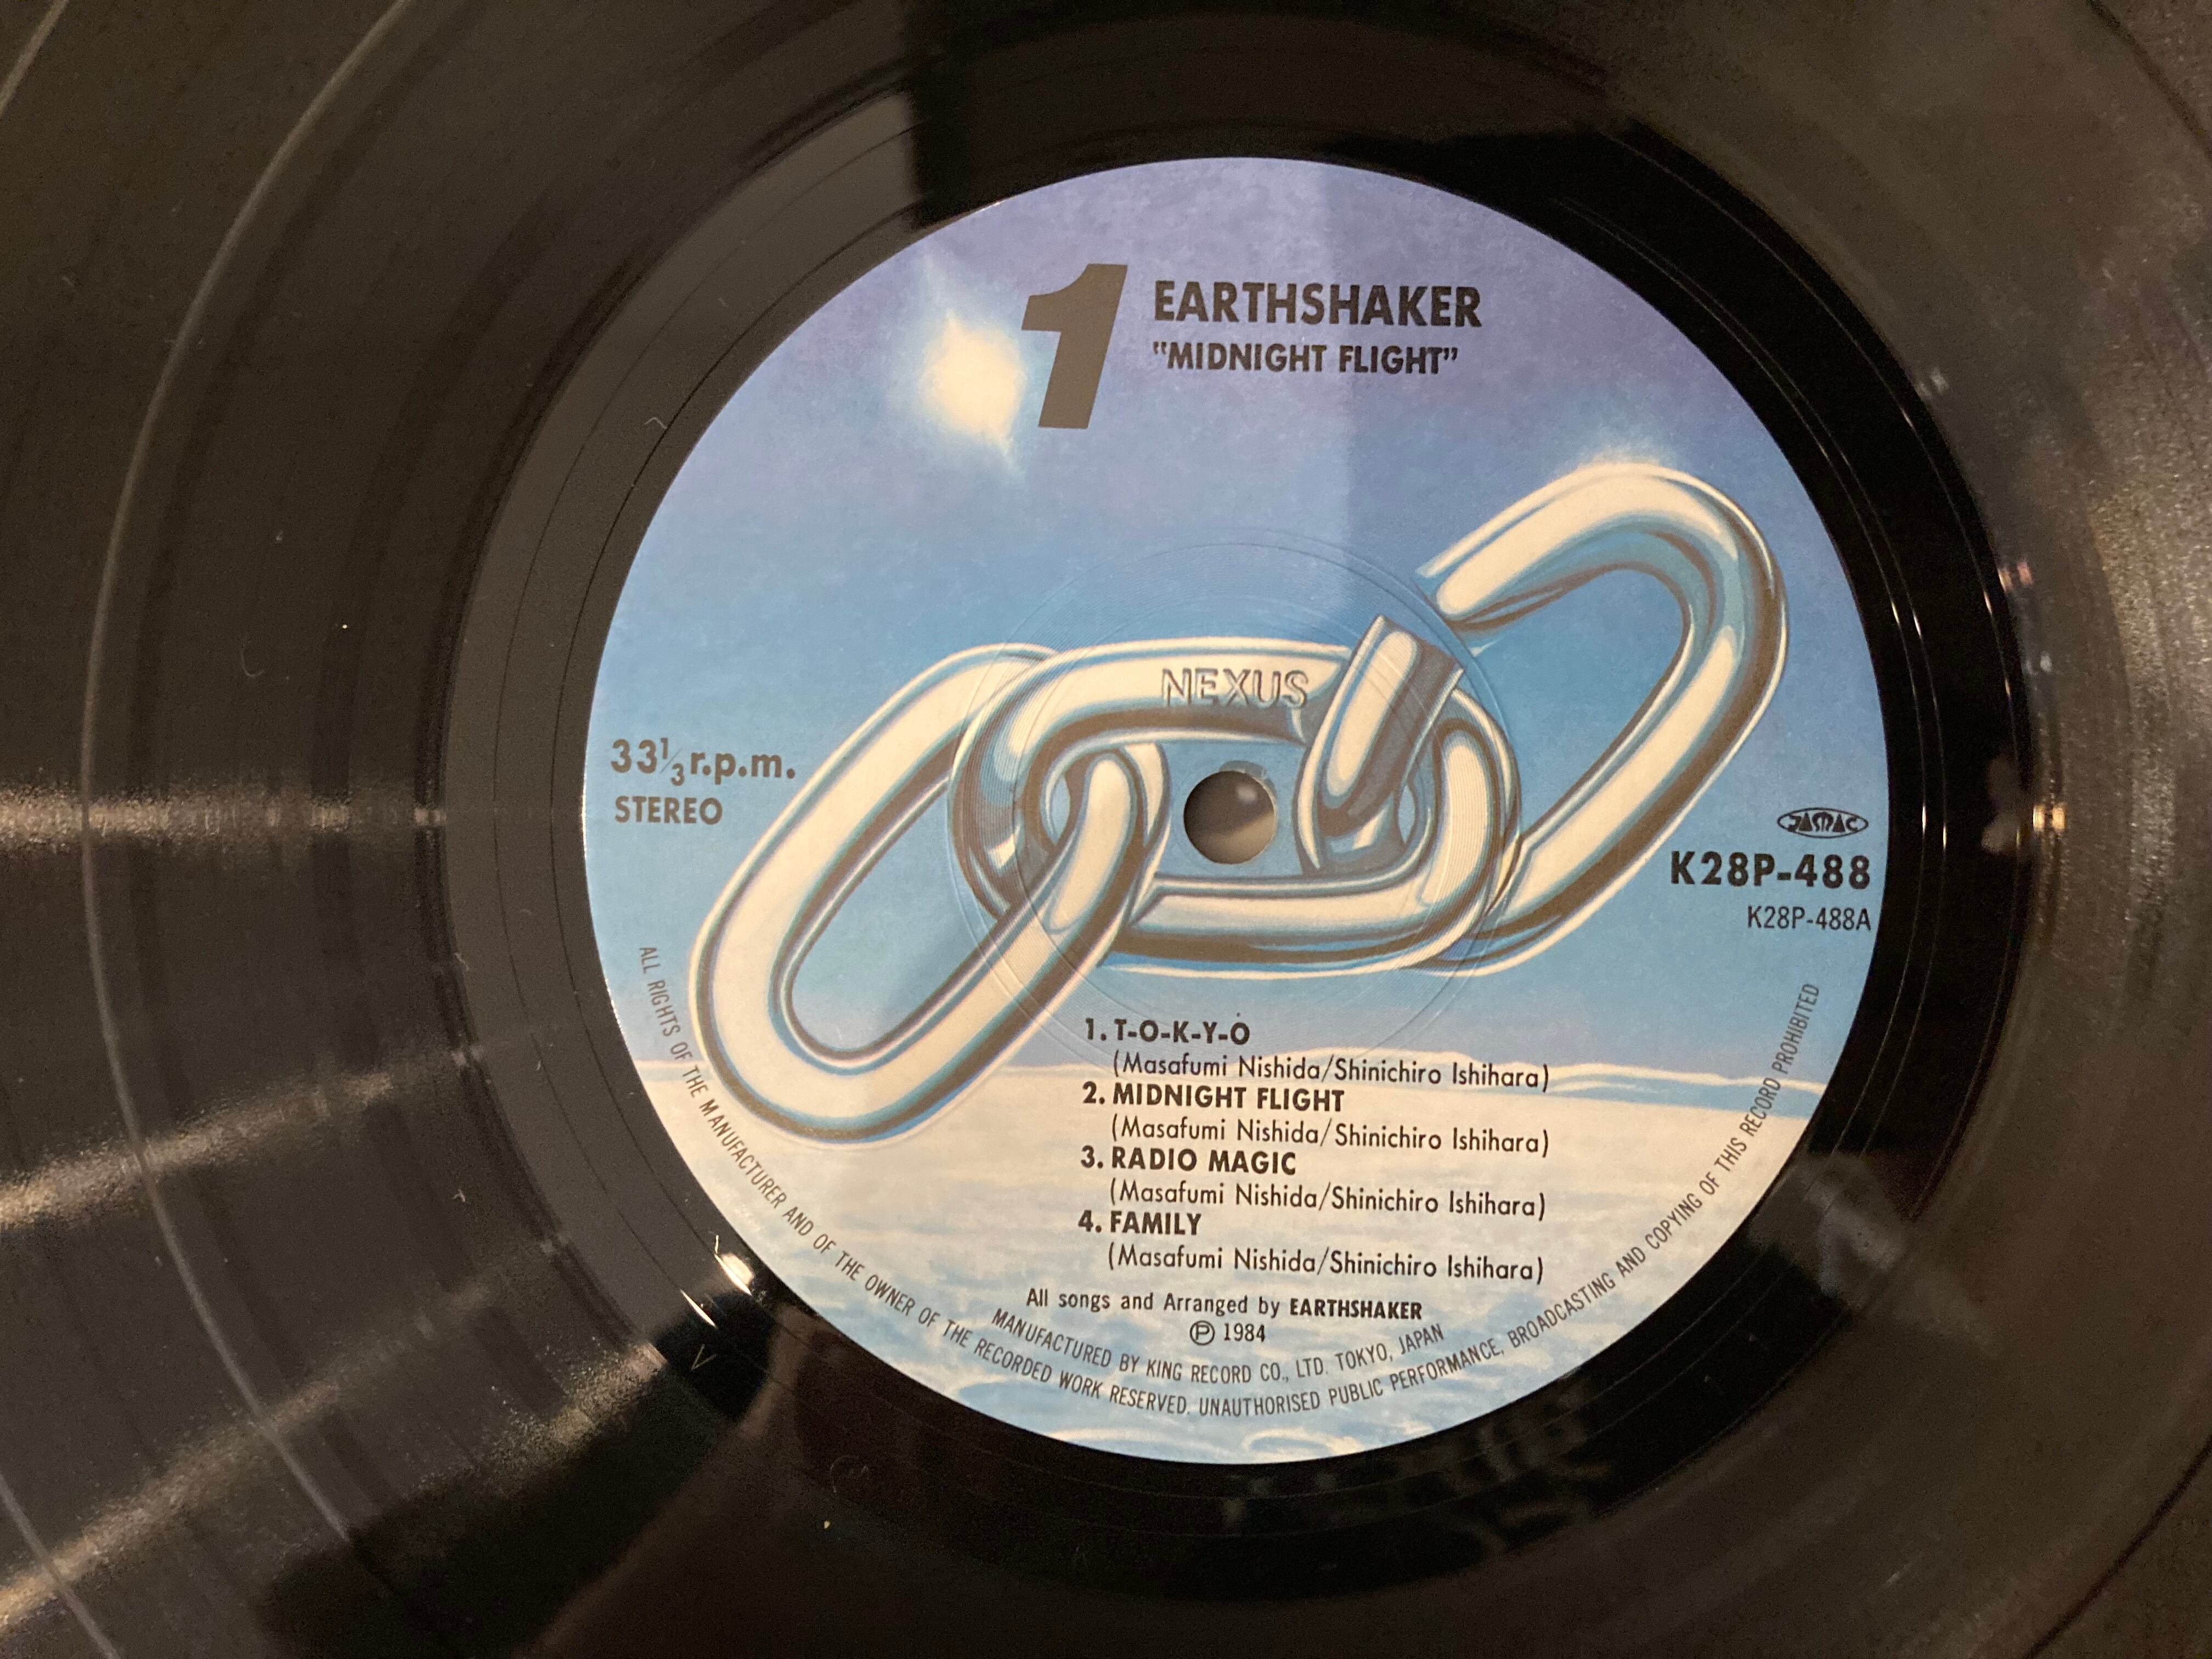 1
EARTHSHAKER
"MIDNIGHT FLIGHT"
NEXUS
33⅓ r.p.m.
STEREO
JASRAC
K28P-488
K28P-488A
1. T-O-K-Y-O
(Masafumi Nishida/Shinichiro Ishihara)
2. MIDNIGHT FLIGHT
(Masafumi Nishida/Shinichiro Ishihara)
3. RADIO MAGIC
(Masafumi Nishida/Shinichiro Ishihara)
4. FAMILY
(Masafumi Nishida/Shinichiro Ishihara)
All songs and Arranged by EARTHSHAKER
℗ 1984
MANUFACTURED BY KING RECORD CO., LTD. TOKYO, JAPAN
ALL RIGHTS OF THE MANUFACTURER AND OF THE OWNER OF THE RECORDED WORK RESERVED. UNAUTHORISED PUBLIC PERFORMANCE, BROADCASTING AND COPYING OF THIS RECORD PROHIBITED